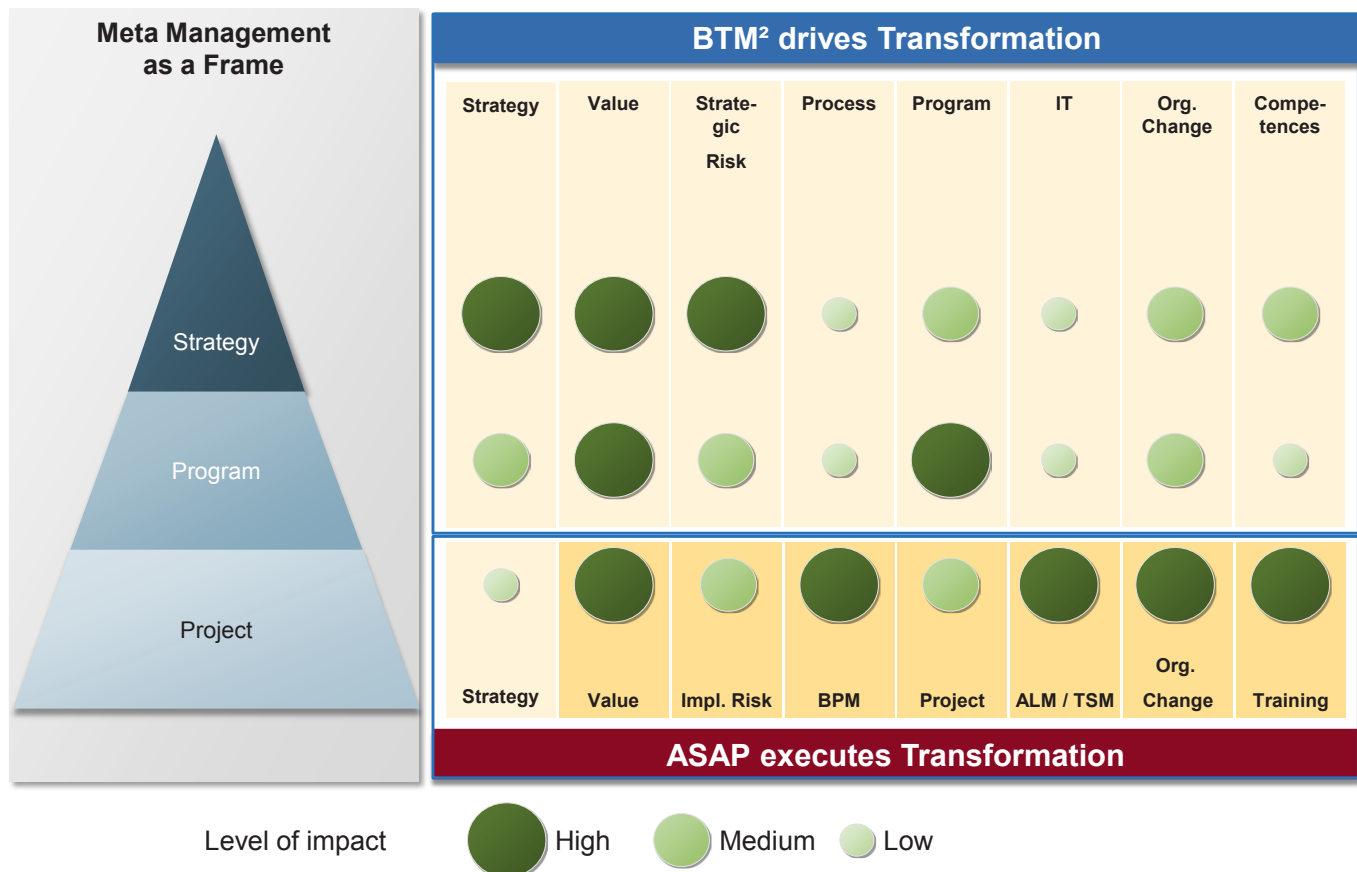 Meta Management
as a Frame
BTM² drives Transformation
Strategy
Value
Strate-
gic
Risk
Process
Program
IT
Org.
Change
Compe-
tences
Strategy
Program
Project
Strategy
Value
Impl. Risk
BPM
Project
ALM / TSM
Org.
Change
Training
ASAP executes Transformation
Level of impact
High
Medium
Low